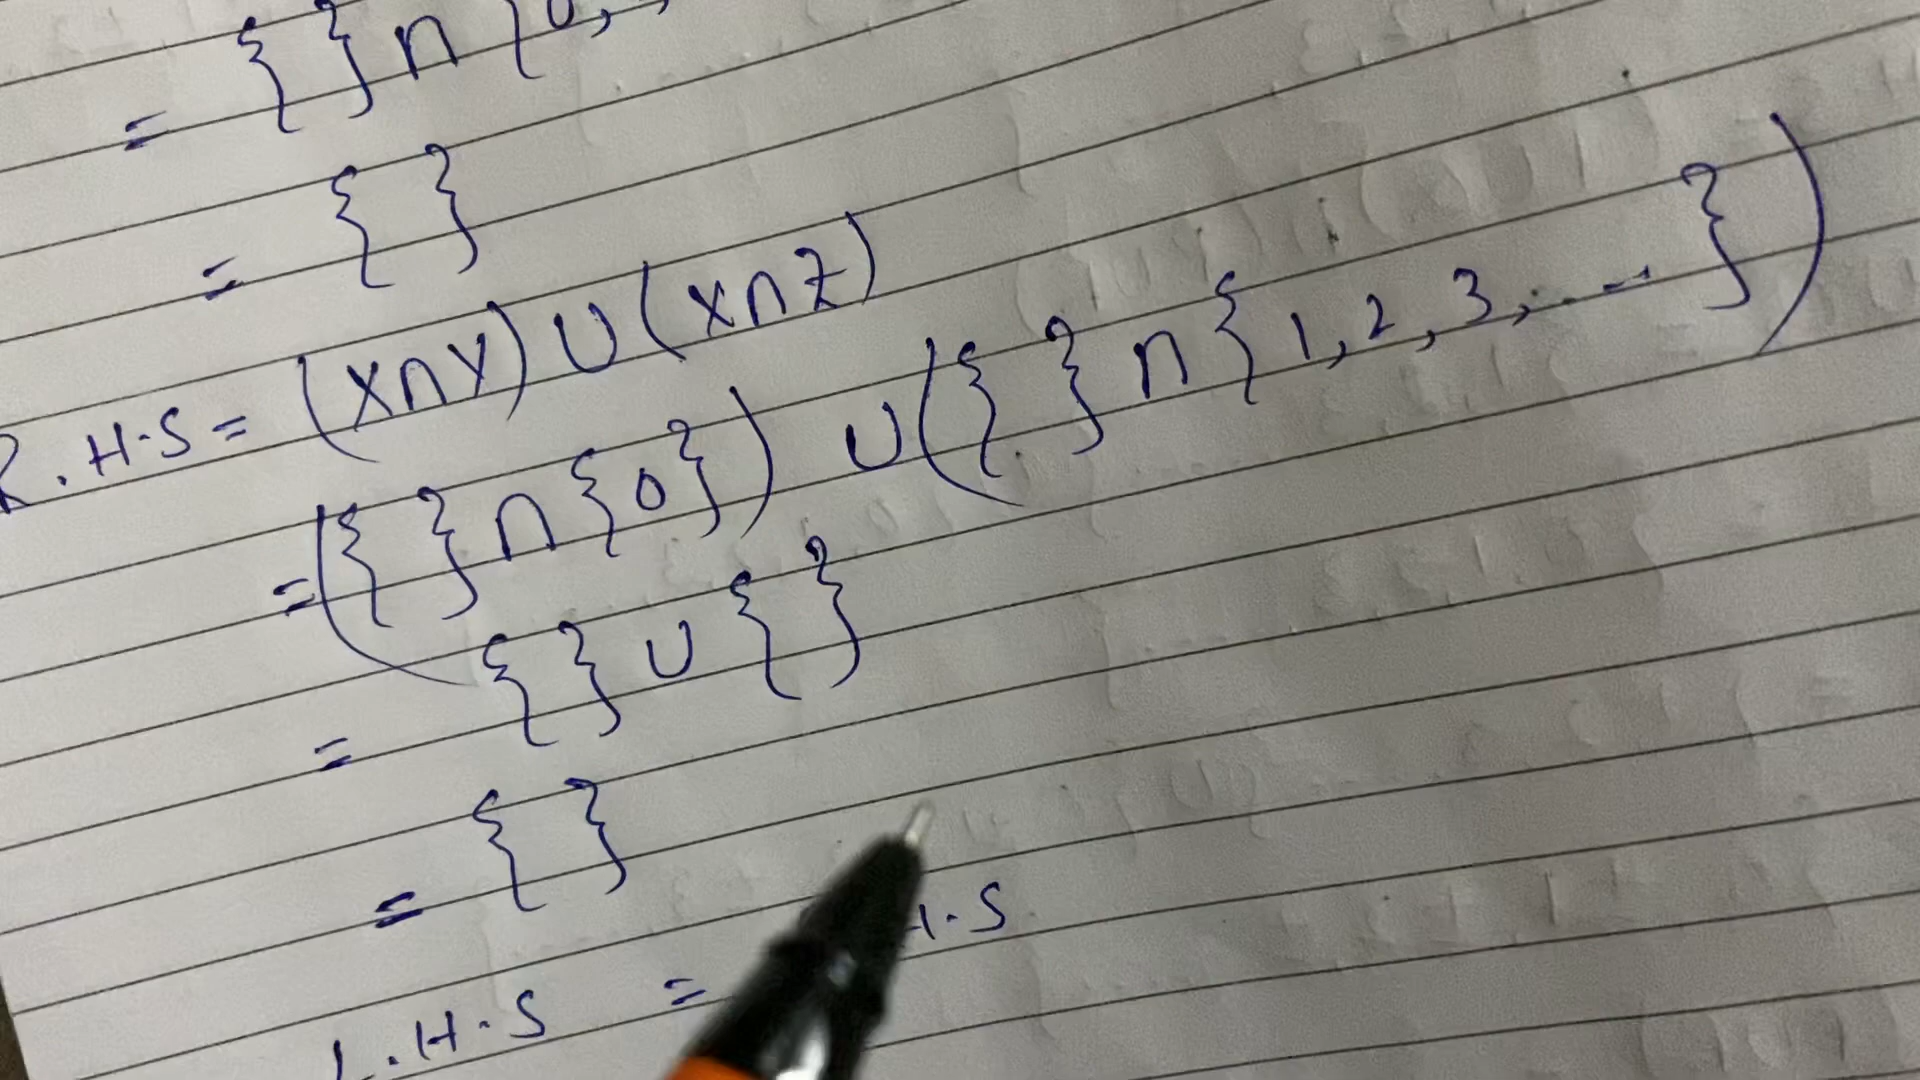 = { } ∩ {0,
= { }
R.H.S = (X∩Y) ∪ (X∩Z)
= ({ } ∩ {0}) ∪ ({ } ∩ {1, 2, 3, ... })
= { } ∪ { }
= { }
L.H.S = H.S